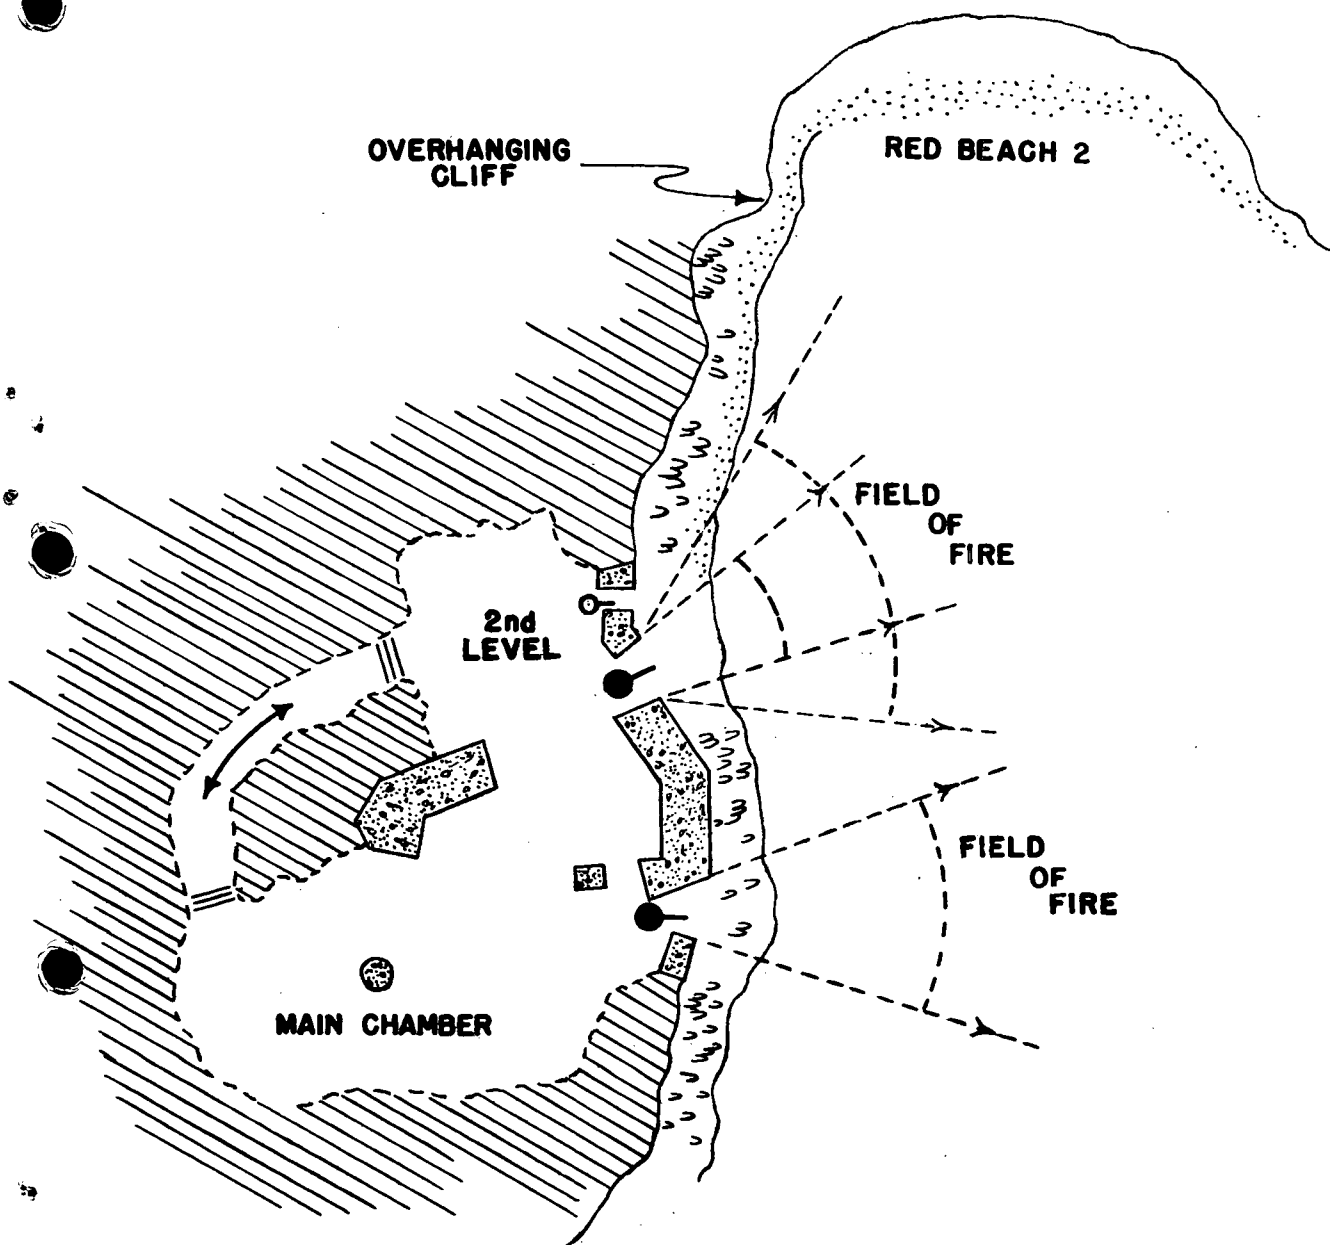 RED BEACH 2
OVERHANGING
CLIFF
FIELD
OF
FIRE
2nd
LEVEL
FIELD
OF
FIRE
MAIN CHAMBER